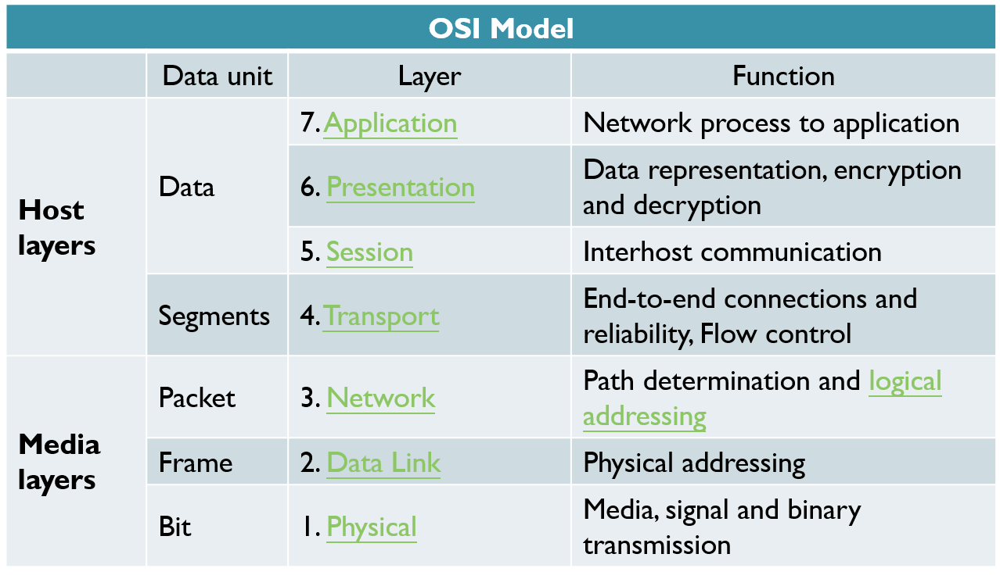 OSI Model
Data unit
Layer
Function
Host
layers
Data
7. Application
Network process to application
6. Presentation
Data representation, encryption
and decryption
5. Session
Interhost communication
Segments
4. Transport
End-to-end connections and
reliability, Flow control
Media
layers
Packet
3. Network
Path determination and logical
addressing
Frame
2. Data Link
Physical addressing
Bit
1. Physical
Media, signal and binary
transmission